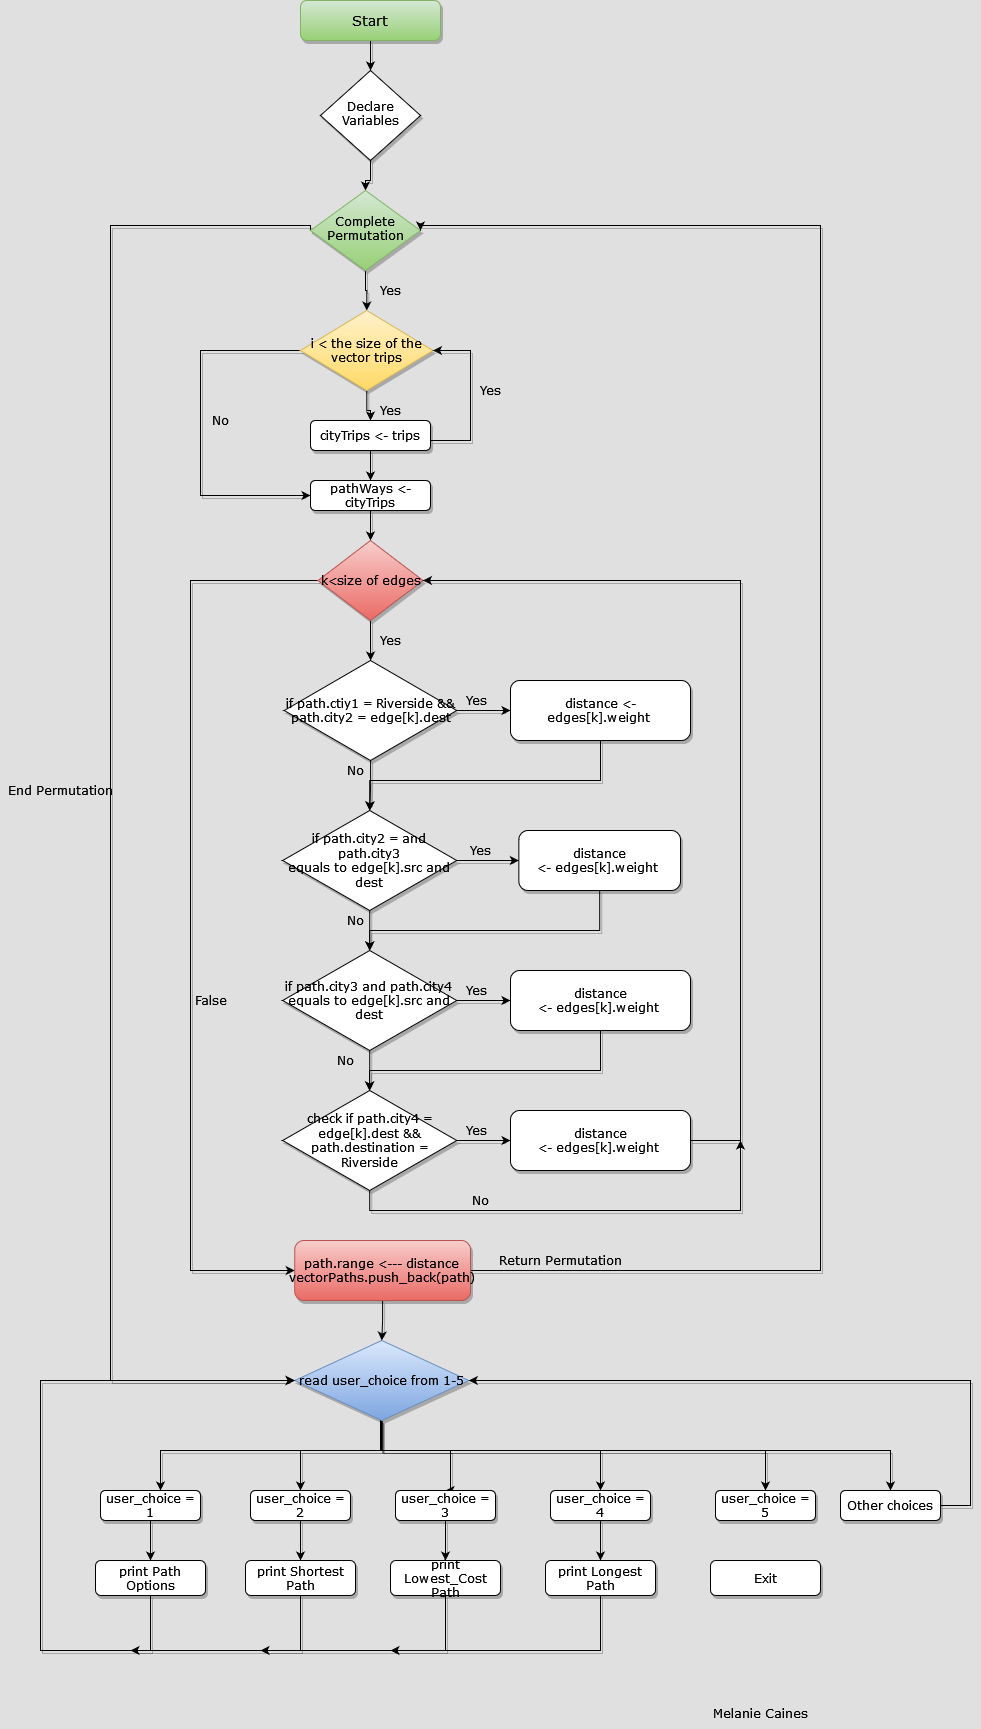 Start
Declare
Variables
Complete
Permutation
Yes
i < the size of the
vector trips
Yes
No
Yes
cityTrips <- trips
pathWays <-
cityTrips
k<size of edges
Yes
if path.ctiy1 = Riverside &&
path.city2 = edge[k].dest
Yes
distance <-
edges[k].weight
No
End Permutation
if path.city2 = and
path.city3
equals to edge[k].src and
dest
Yes
distance
<- edges[k].weight
No
if path.city3 and path.city4
equals to edge[k].src and
dest
Yes
distance
<- edges[k].weight
False
No
check if path.city4 =
edge[k].dest &&
path.destination =
Riverside
Yes
distance
<- edges[k].weight
No
path.range <--- distance
vectorPaths.push_back(path)
Return Permutation
read user_choice from 1-5
user_choice =
1
user_choice =
2
user_choice =
3
user_choice =
4
user_choice =
5
Other choices
print Path
Options
print Shortest
Path
print
Lowest_Cost
Path
print Longest
Path
Exit
Melanie Caines